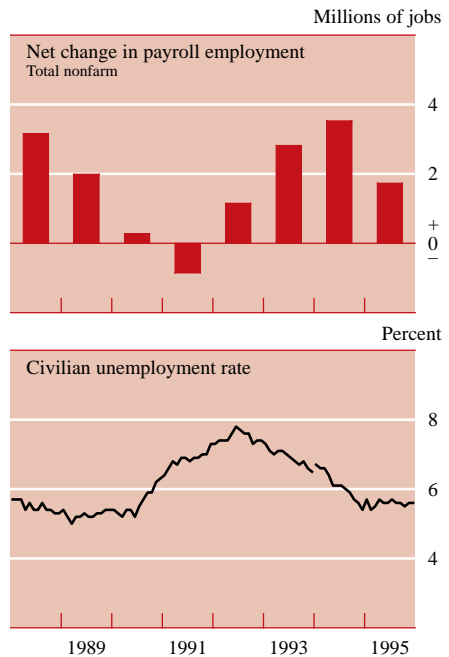 Millions of jobs
Net change in payroll employment
Total nonfarm
4
2
+
0
–
Percent
Civilian unemployment rate
8
6
4
1989 1991 1993 1995